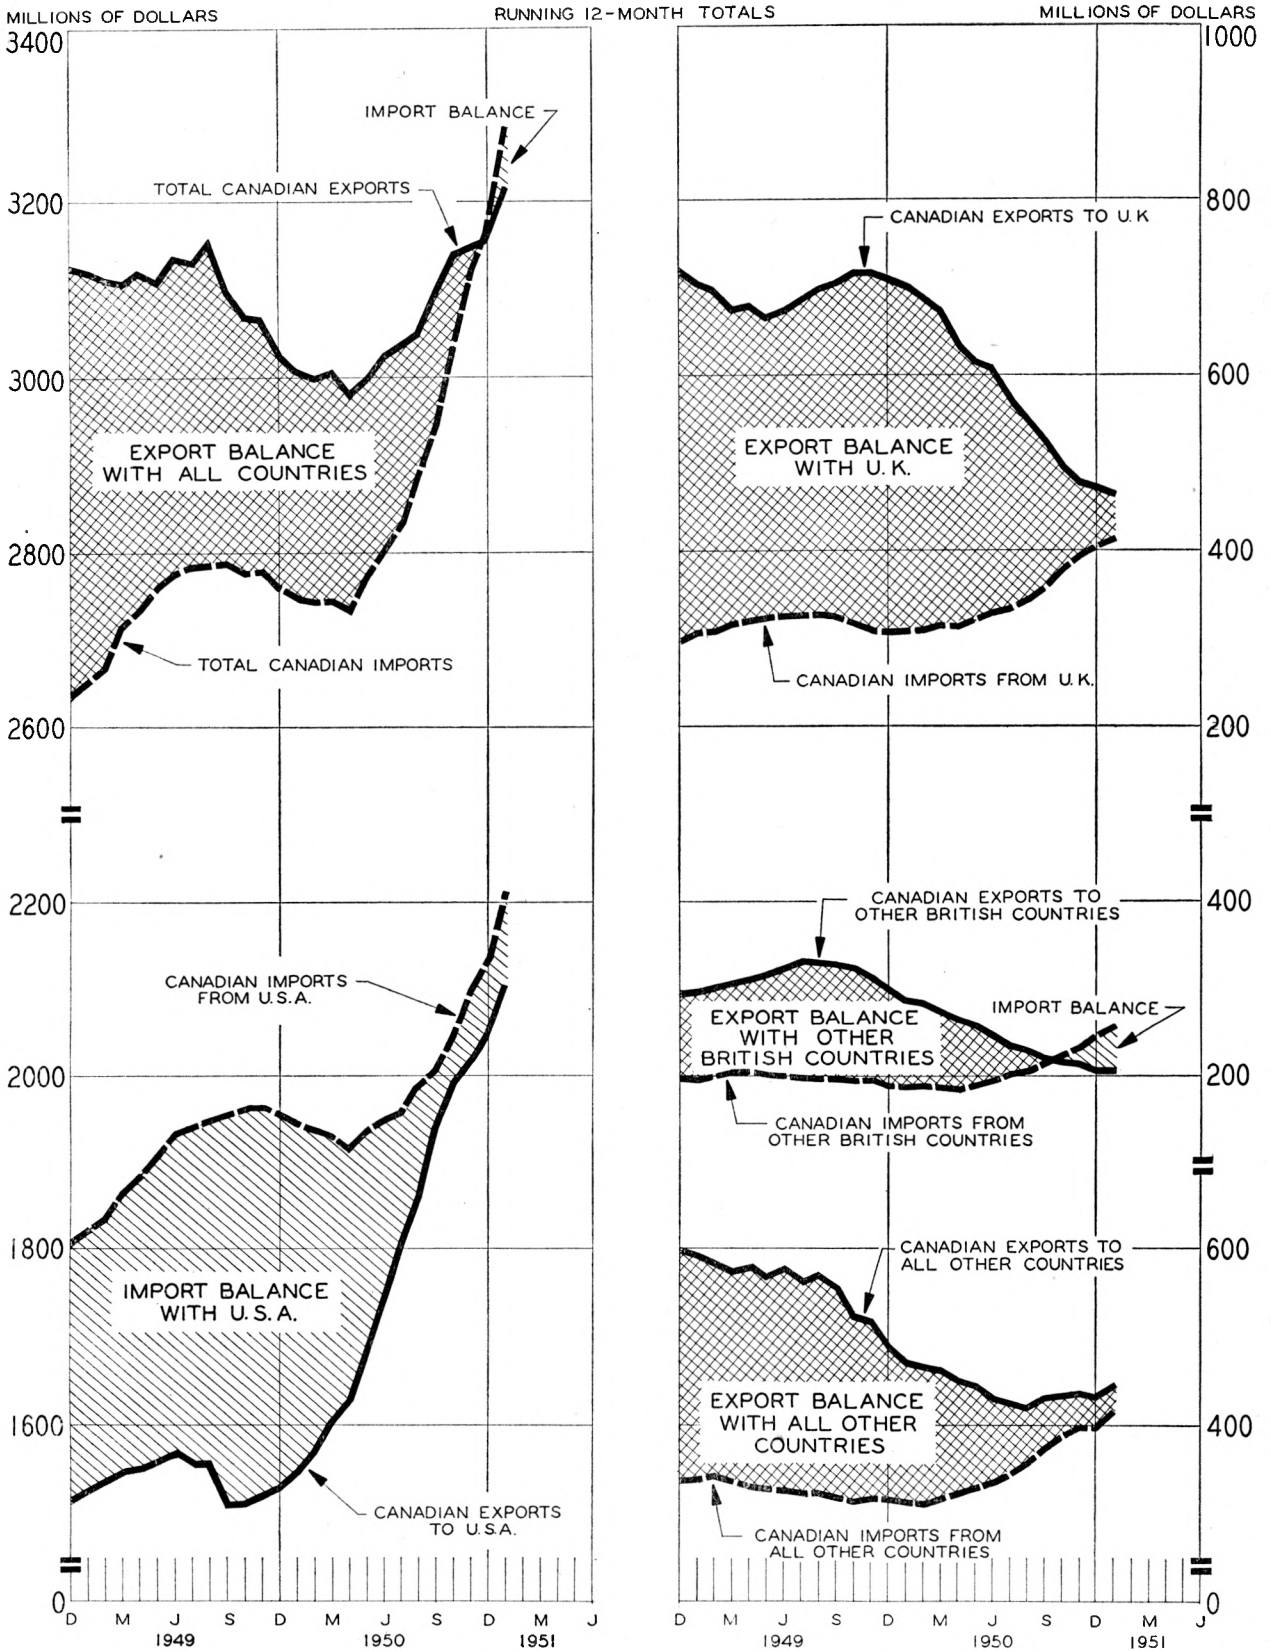 MILLIONS OF DOLLARS
RUNNING 12-MONTH TOTALS
MILLIONS OF DOLLARS
3400
3200
3000
2800
2600
2200
2000
1800
1600
0
IMPORT BALANCE
TOTAL CANADIAN EXPORTS
EXPORT BALANCE
WITH ALL COUNTRIES
TOTAL CANADIAN IMPORTS
CANADIAN IMPORTS
FROM U.S.A.
IMPORT BALANCE
WITH U.S.A.
CANADIAN EXPORTS
TO U.S.A.
D M J S D M J S D M J
1949 1950 1951
1000
800
600
400
200
400
200
600
400
0
CANADIAN EXPORTS TO U.K
EXPORT BALANCE
WITH U.K.
CANADIAN IMPORTS FROM U.K.
CANADIAN EXPORTS TO
OTHER BRITISH COUNTRIES
IMPORT BALANCE
EXPORT BALANCE
WITH OTHER
BRITISH COUNTRIES
CANADIAN IMPORTS FROM
OTHER BRITISH COUNTRIES
CANADIAN EXPORTS TO
ALL OTHER COUNTRIES
EXPORT BALANCE
WITH ALL OTHER
COUNTRIES
CANADIAN IMPORTS FROM
ALL OTHER COUNTRIES
D M J S D M J S D M J
1949 1950 1951